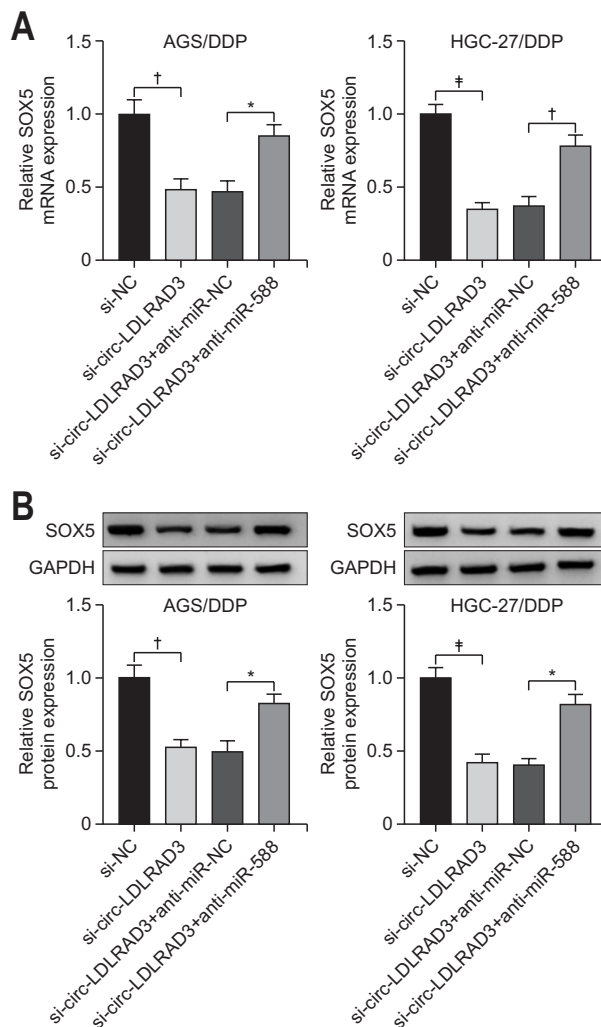 A
AGS/DDP
Relative SOX5
mRNA expression
1.5
1.0
0.5
0
†
*
si-NC
si-circ-LDLRAD3
si-circ-LDLRAD3+anti-miR-NC
si-circ-LDLRAD3+anti-miR-588
HGC-27/DDP
Relative SOX5
mRNA expression
1.5
1.0
0.5
0
‡
†
si-NC
si-circ-LDLRAD3
si-circ-LDLRAD3+anti-miR-NC
si-circ-LDLRAD3+anti-miR-588
B
SOX5
GAPDH
AGS/DDP
Relative SOX5
protein expression
1.5
1.0
0.5
0
†
*
si-NC
si-circ-LDLRAD3
si-circ-LDLRAD3+anti-miR-NC
si-circ-LDLRAD3+anti-miR-588
SOX5
GAPDH
HGC-27/DDP
Relative SOX5
protein expression
1.5
1.0
0.5
0
‡
*
si-NC
si-circ-LDLRAD3
si-circ-LDLRAD3+anti-miR-NC
si-circ-LDLRAD3+anti-miR-588